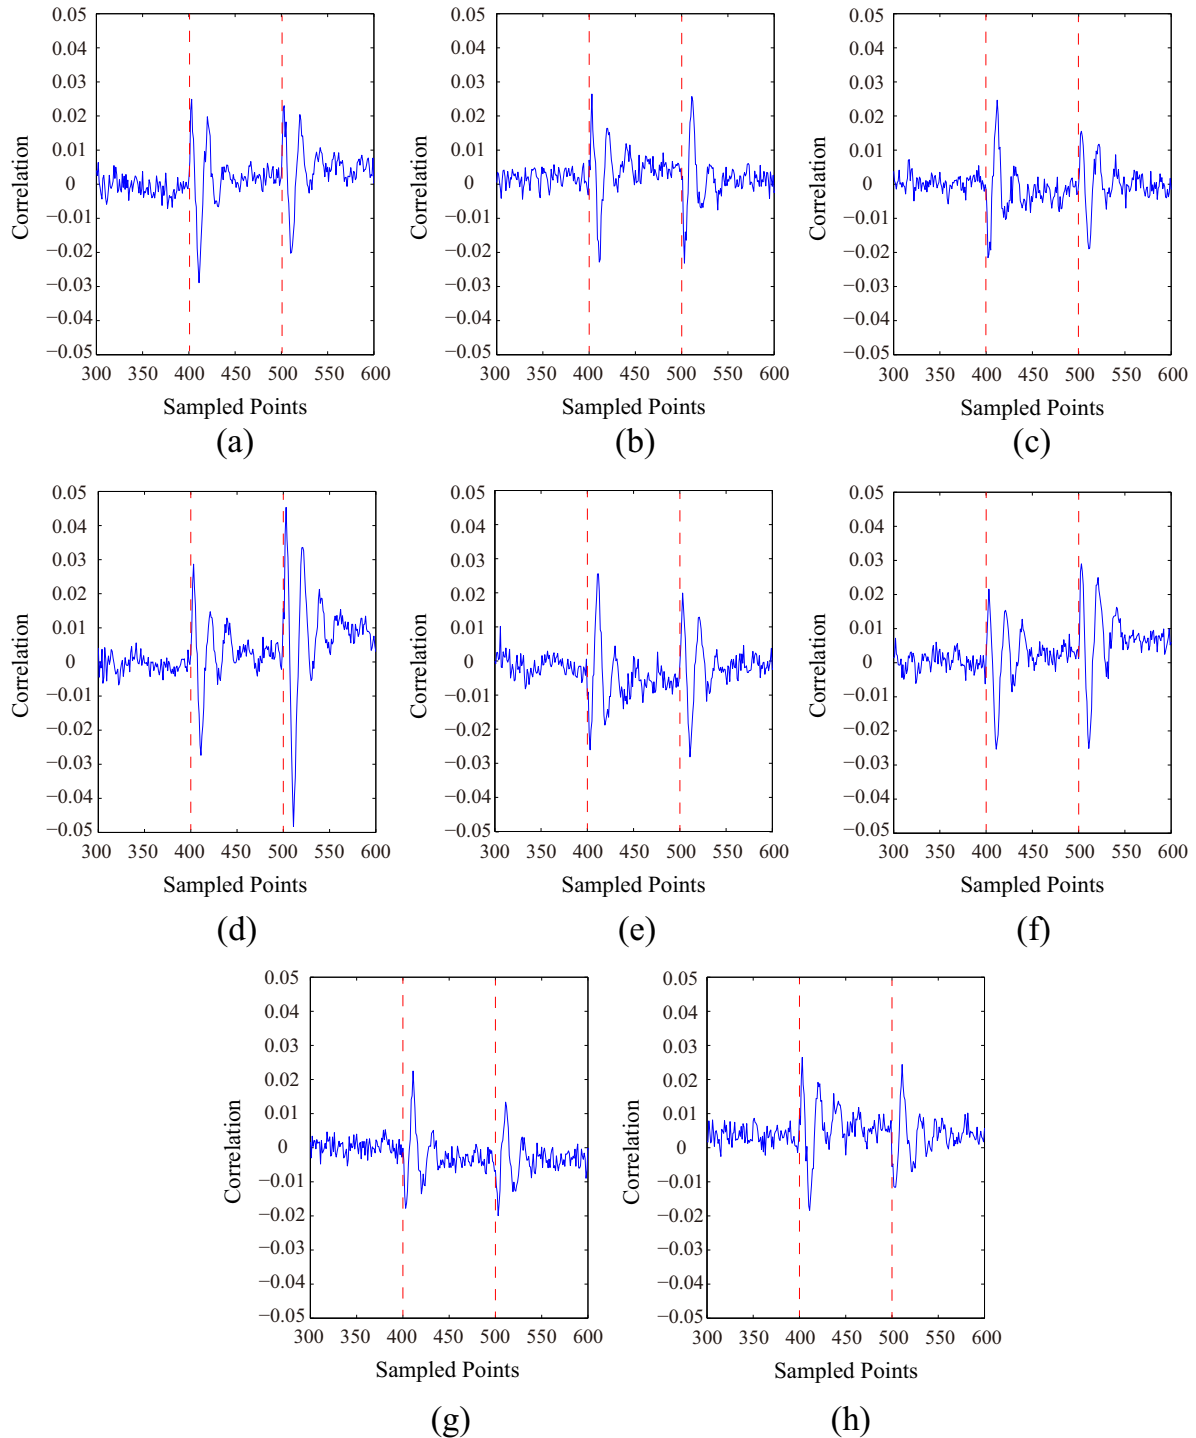 0.05 0.05 0.05
0.04 0.04 0.04
0.03 0.03 0.03
0.02 0.02 0.02
0.01 0.01 0.01
0 0 0
−0.01 −0.01 −0.01
−0.02 −0.02 −0.02
−0.03 −0.03 −0.03
−0.04 −0.04 −0.04
−0.05 −0.05 −0.05
Correlation Correlation Correlation
300 350 400 450 500 550 600 300 350 400 450 500 550 600 300 350 400 450 500 550 600
Sampled Points Sampled Points Sampled Points
(a) (b) (c)
0.05 0.05 0.05
0.04 0.04 0.04
0.03 0.03 0.03
0.02 0.02 0.02
0.01 0.01 0.01
0 0 0
−0.01 −0.01 −0.01
−0.02 −0.02 −0.02
−0.03 −0.03 −0.03
−0.04 −0.04 −0.04
−0.05 −0.05 −0.05
Correlation Correlation Correlation
300 350 400 450 500 550 600 300 350 400 450 500 550 600 300 350 400 450 500 550 600
Sampled Points Sampled Points Sampled Points
(d) (e) (f)
0.05 0.05
0.04 0.04
0.03 0.03
0.02 0.02
0.01 0.01
0 0
−0.01 −0.01
−0.02 −0.02
−0.03 −0.03
−0.04 −0.04
−0.05 −0.05
Correlation Correlation
300 350 400 450 500 550 600 300 350 400 450 500 550 600
Sampled Points Sampled Points
(g) (h)